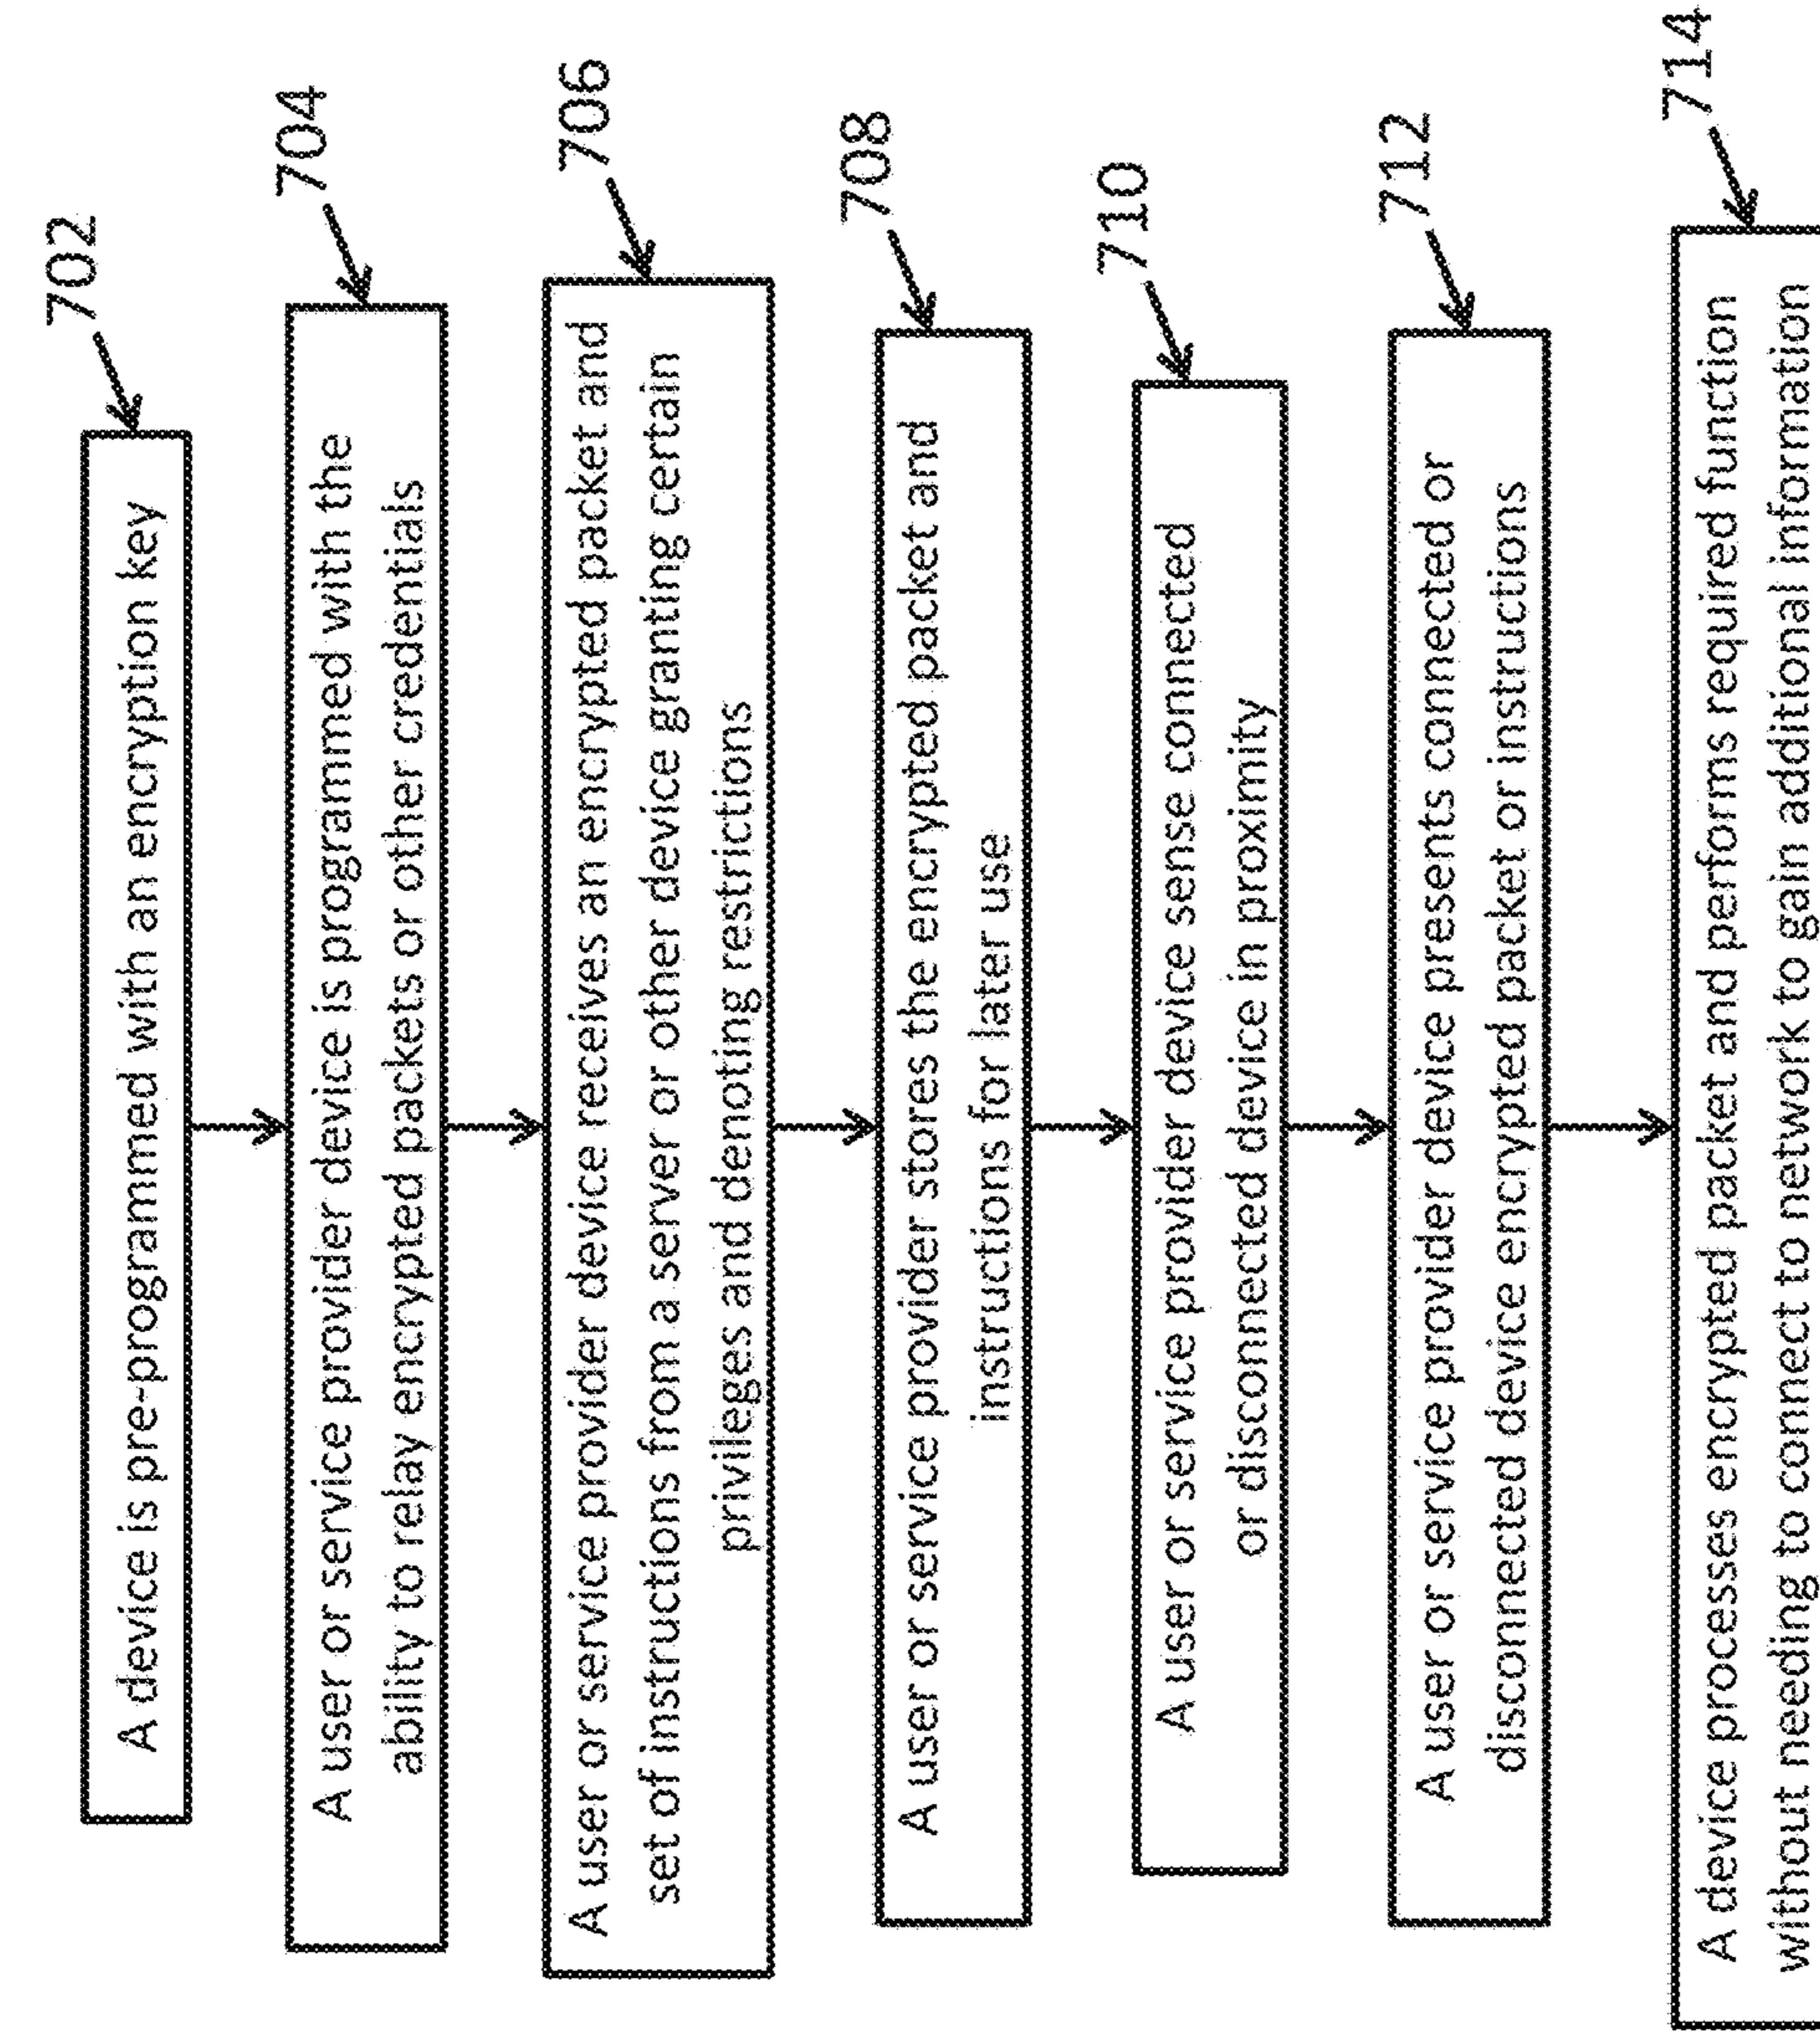 702
A device is pre-programmed with an encryption key
704
A user or service provider device is programmed with the
ability to relay encrypted packets or other credentials
706
A user or service provider device receives an encrypted packet and
set of instructions from a server or other device granting certain
privileges and denoting restrictions
708
A user or service provider stores the encrypted packet and
instructions for later use
710
A user or service provider device sense connected
or disconnected device in proximity
712
A user or service provider device presents connected or
disconnected device encrypted packet or instructions
714
A device processes encrypted packet and performs required function
without needing to connect to network to gain additional information